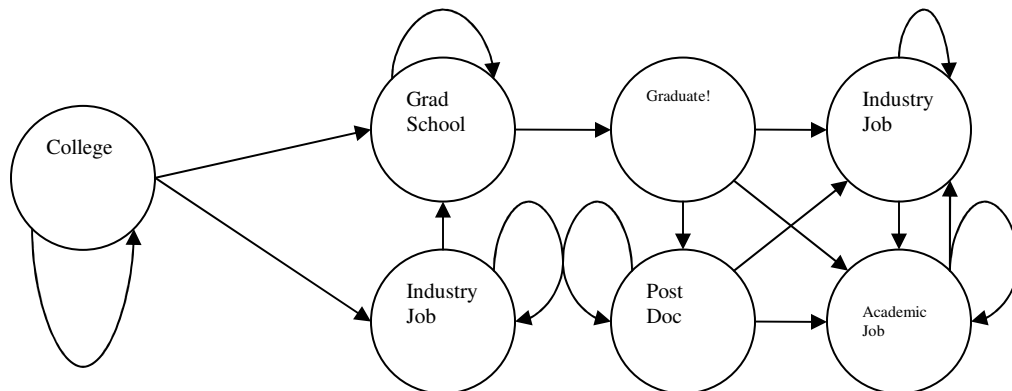 College
Grad
School
Graduate!
Industry
Job
Industry
Job
Post
Doc
Academic
Job